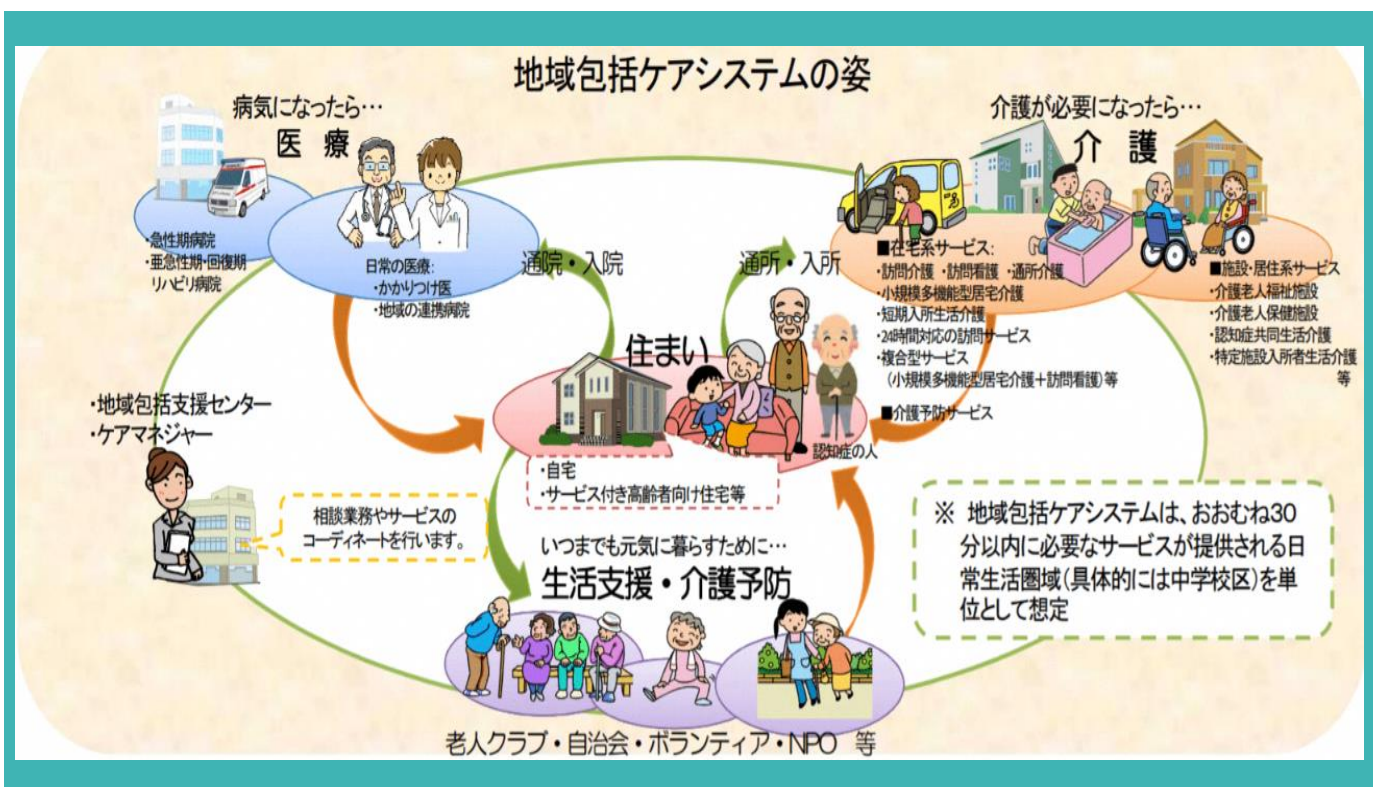 地域包括ケアシステムの姿
病気になったら…
医 療
・急性期病院
・亜急性期・回復期
リハビリ病院
日常の医療:
・かかりつけ医
・地域の連携病院
通院・入院
通所・入所
介護が必要になったら…
介 護
■在宅系サービス:
・訪問介護 ・訪問看護 ・通所介護
・小規模多機能型居宅介護
・短期入所生活介護
・24時間対応の訪問サービス
・複合型サービス
（小規模多機能型居宅介護＋訪問看護)等
■介護予防サービス
■施設・居住系サービス
・介護老人福祉施設
・介護老人保健施設
・認知症共同生活介護
・特定施設入所者生活介護
等
住まい
認知症の人
・自宅
・サービス付き高齢者向け住宅等
・地域包括支援センター
・ケアマネジャー
相談業務やサービスの
コーディネートを行います。
いつまでも元気に暮らすために…
生活支援・介護予防
老人クラブ・自治会・ボランティア・NPO 等
※ 地域包括ケアシステムは、おおむね30
分以内に必要なサービスが提供される日
常生活圏域(具体的には中学校区)を単
位として想定